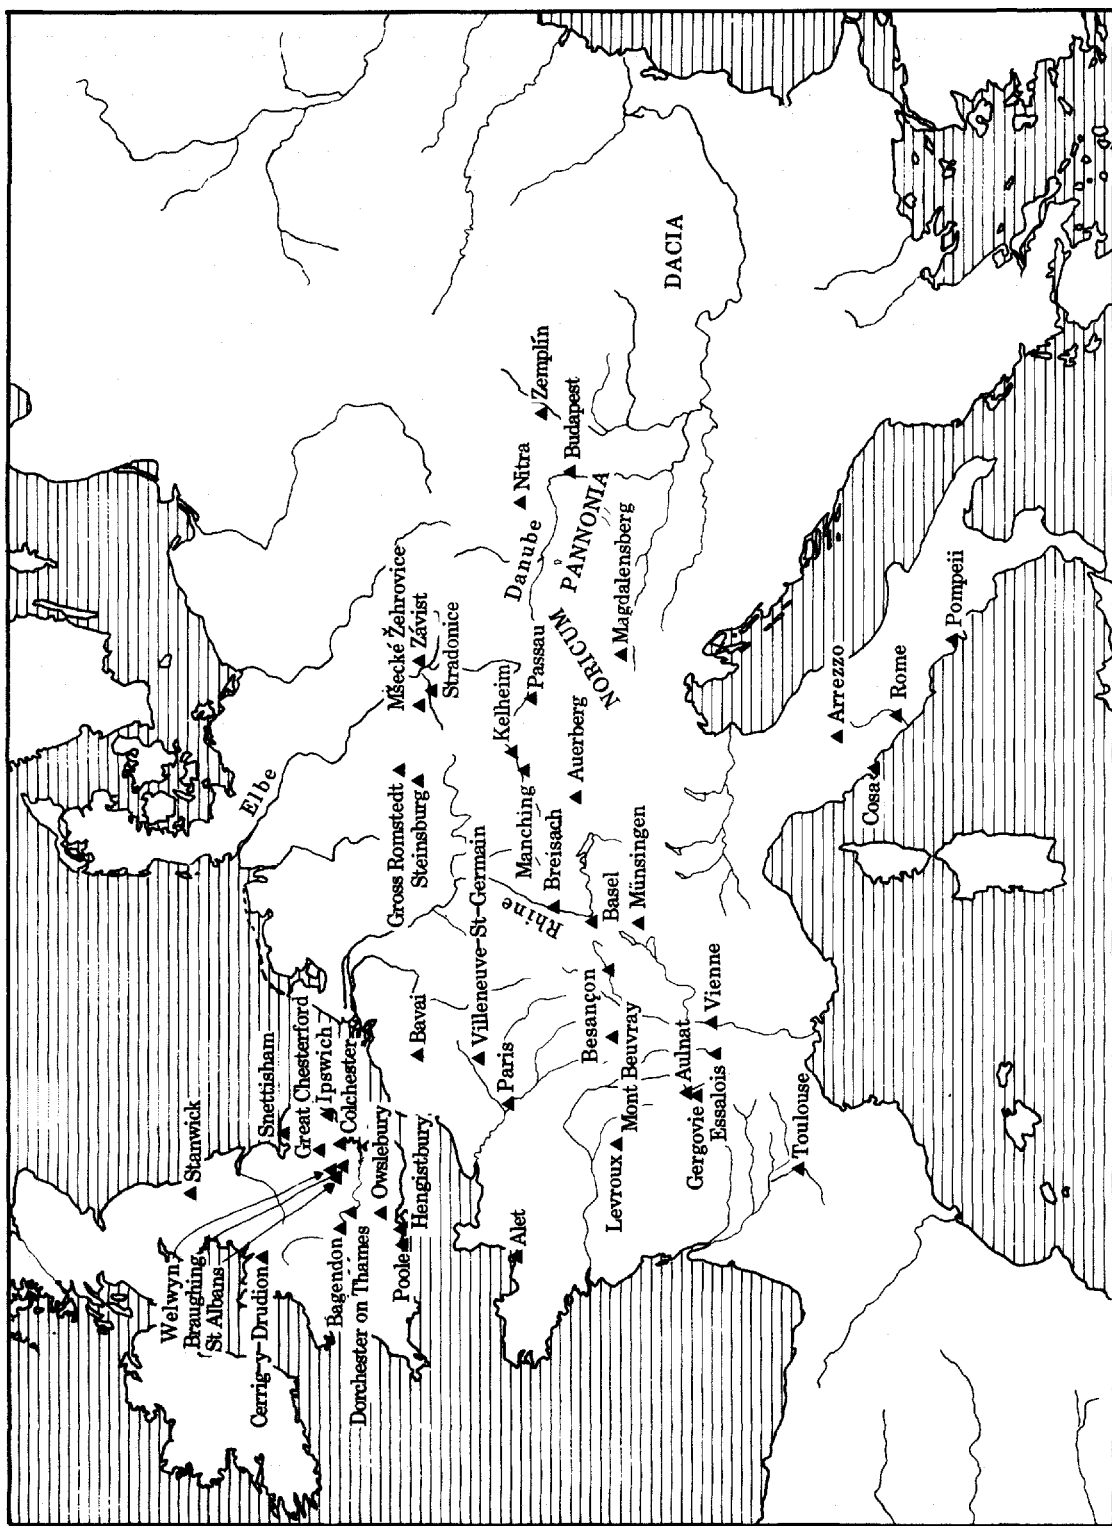 Stanwick
Welwyn
Braughing
St Albans
Cerrig-y-Drudion
Snettisham
Great Chesterford
Ipswich
Colchester
Bagendon
Dorchester on Thames
Owslebury
Poole
Hengistbury
Elbe
Bavai
Gross Romstedt
Steinsburg
Mšecké Žehrovice
Závist
Stradonice
Villeneuve-St-Germain
Paris
Alet
Rhine
Manching
Kelheim
Passau
Danube
Nitra
Zemplín
Breisach
Auerberg
Budapest
NORICUM
PANNONIA
Basel
Münsingen
Magdalensberg
DACIA
Besançon
Mont Beuvray
Levroux
Aulnat
Gergovie
Essalois
Vienne
Toulouse
Arrezzo
Cosa
Rome
Pompeii